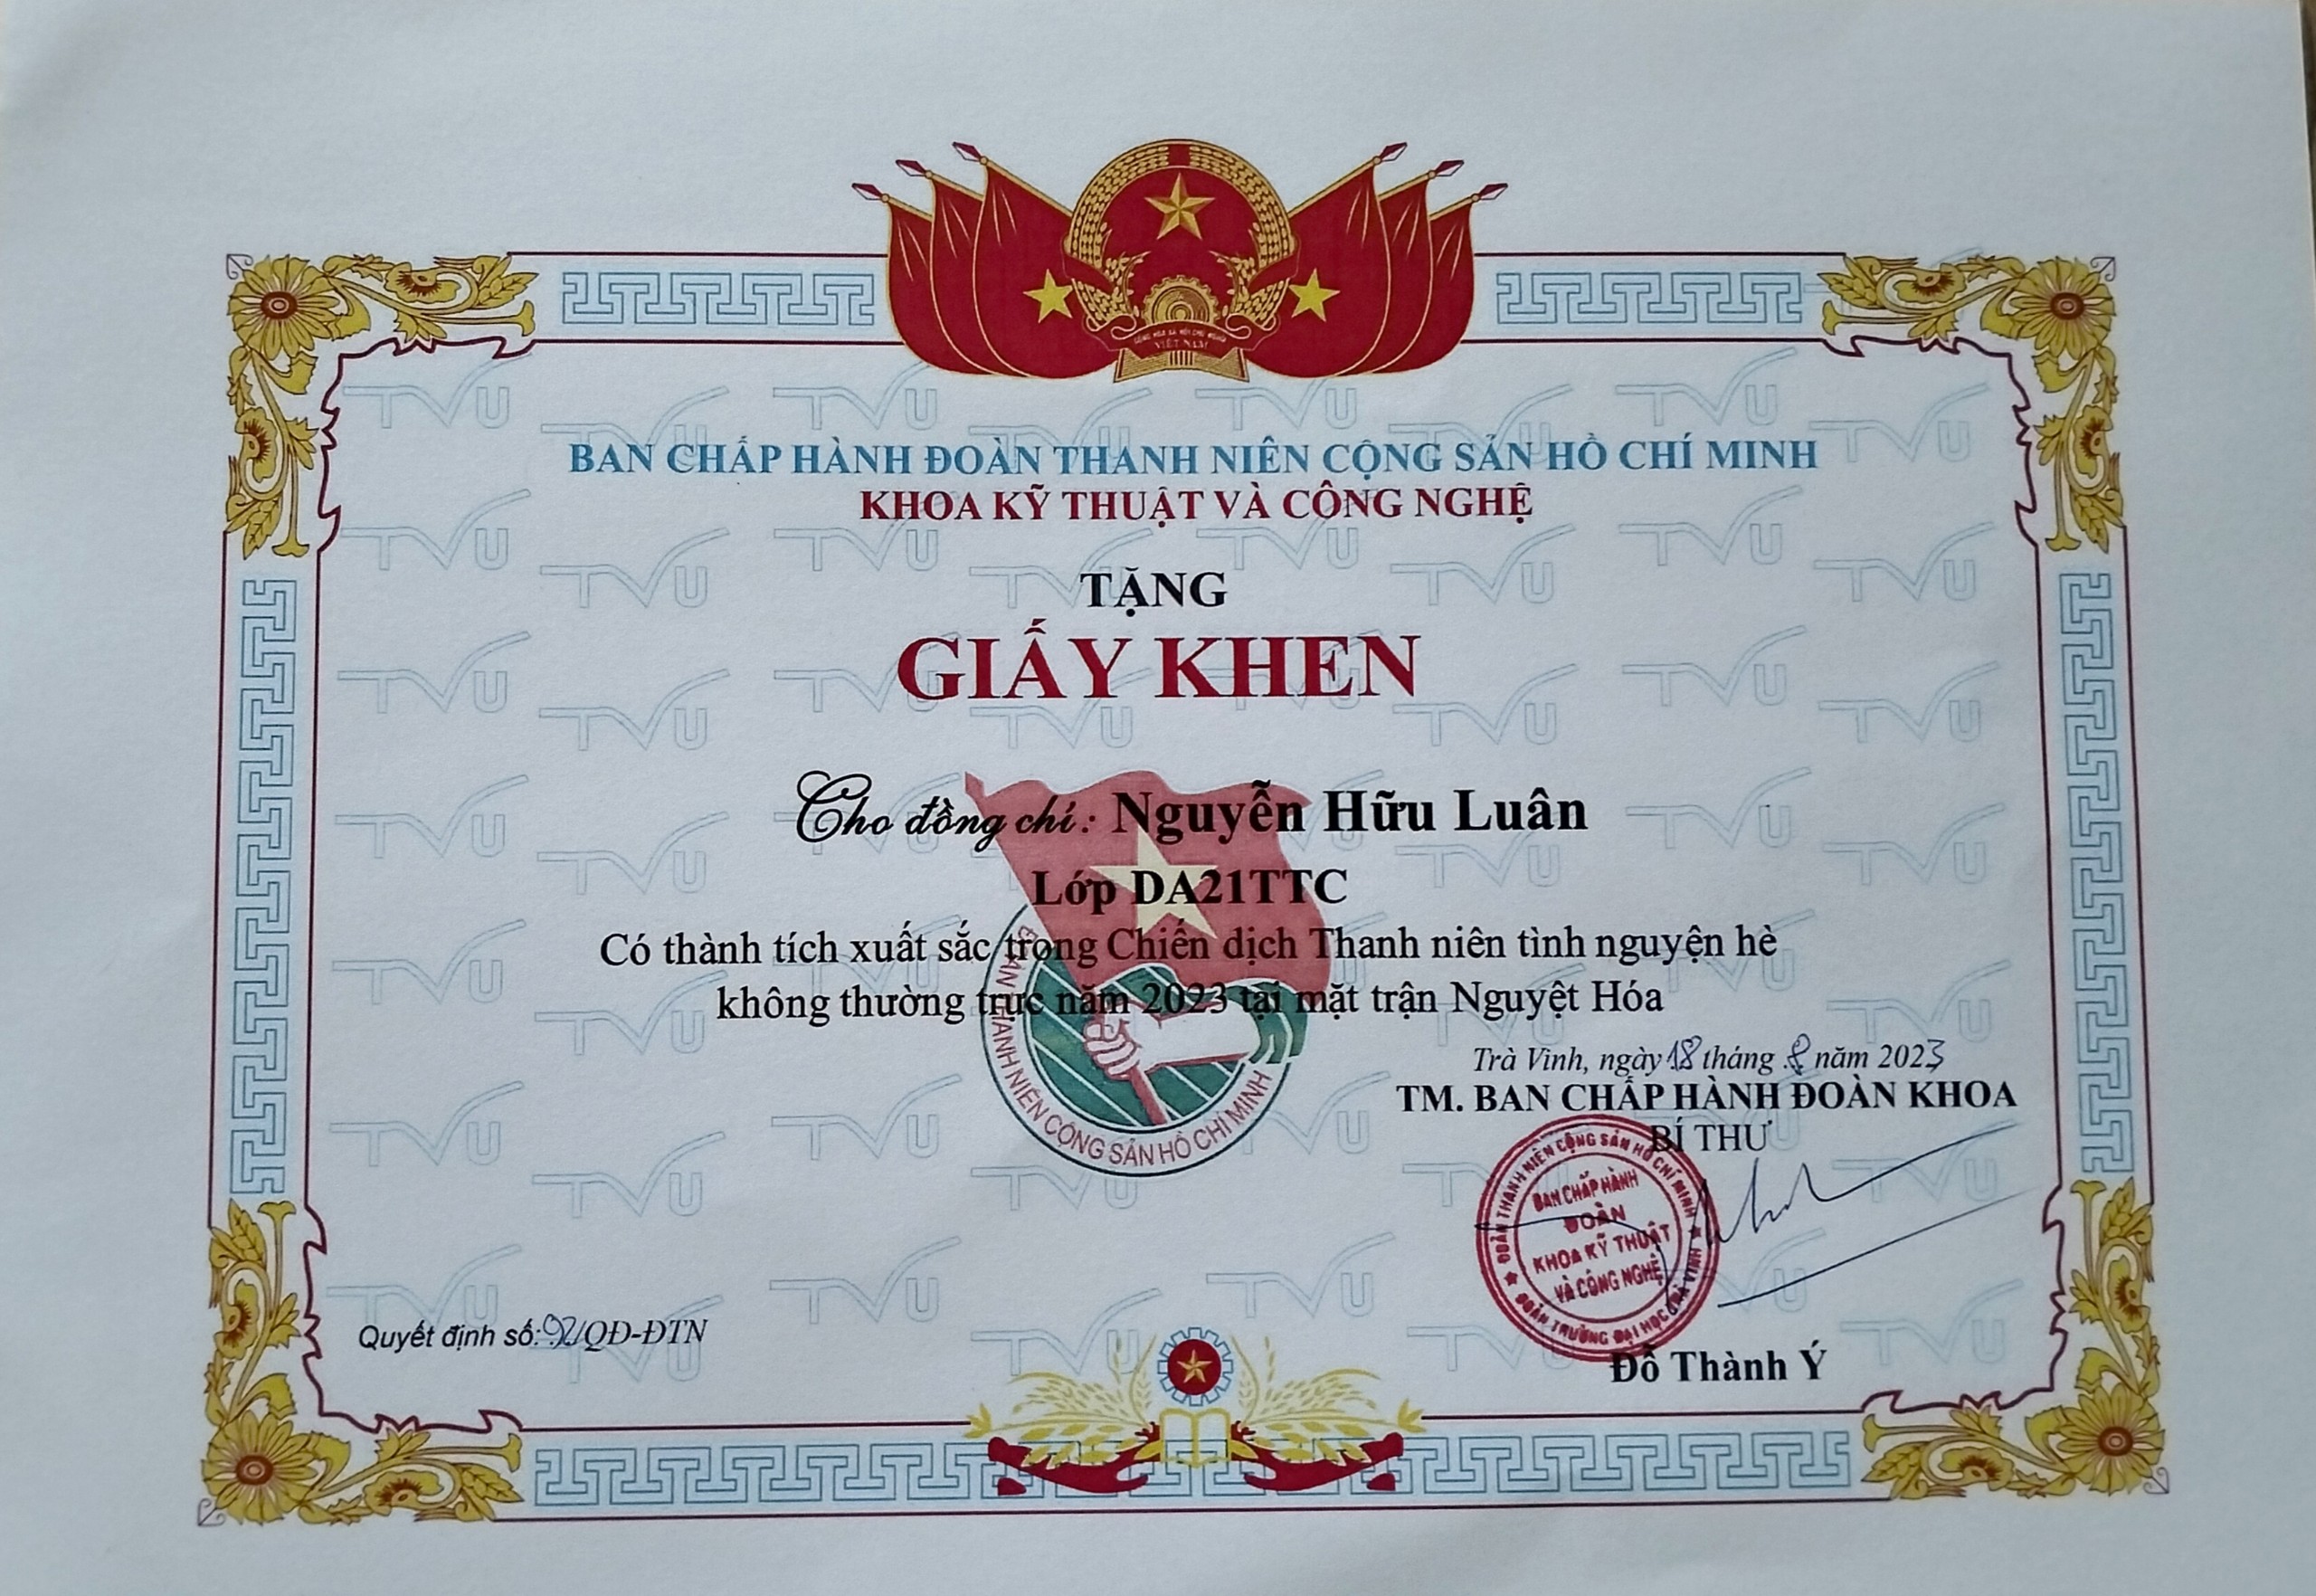 CỘNG HÒA XÃ HỘI CHỦ NGHĨA
VIỆT NAM
BAN CHẤP HÀNH ĐOÀN THANH NIÊN CỘNG SẢN HỒ CHÍ MINH
KHOA KỸ THUẬT VÀ CÔNG NGHỆ
TẶNG
GIẤY KHEN
Cho đồng chí: Nguyễn Hữu Luân
Lớp DA21TTC
Có thành tích xuất sắc trong Chiến dịch Thanh niên tình nguyện hè
không thường trực năm 2023 tại mặt trận Nguyệt Hóa
ĐOÀN THANH NIÊN CỘNG SẢN HỒ CHÍ MINH
Trà Vinh, ngày 18 tháng 8 năm 2023
TM. BAN CHẤP HÀNH ĐOÀN KHOA
BÍ THƯ
ĐOÀN THANH NIÊN CỘNG SẢN HỒ CHÍ MINH
BAN CHẤP HÀNH
ĐOÀN
KHOA KỸ THUẬT
VÀ CÔNG NGHỆ
ĐOÀN TRƯỜNG ĐẠI HỌC TRÀ VINH
Quyết định số: 92/QĐ-ĐTN
Đỗ Thành Ý
TVU